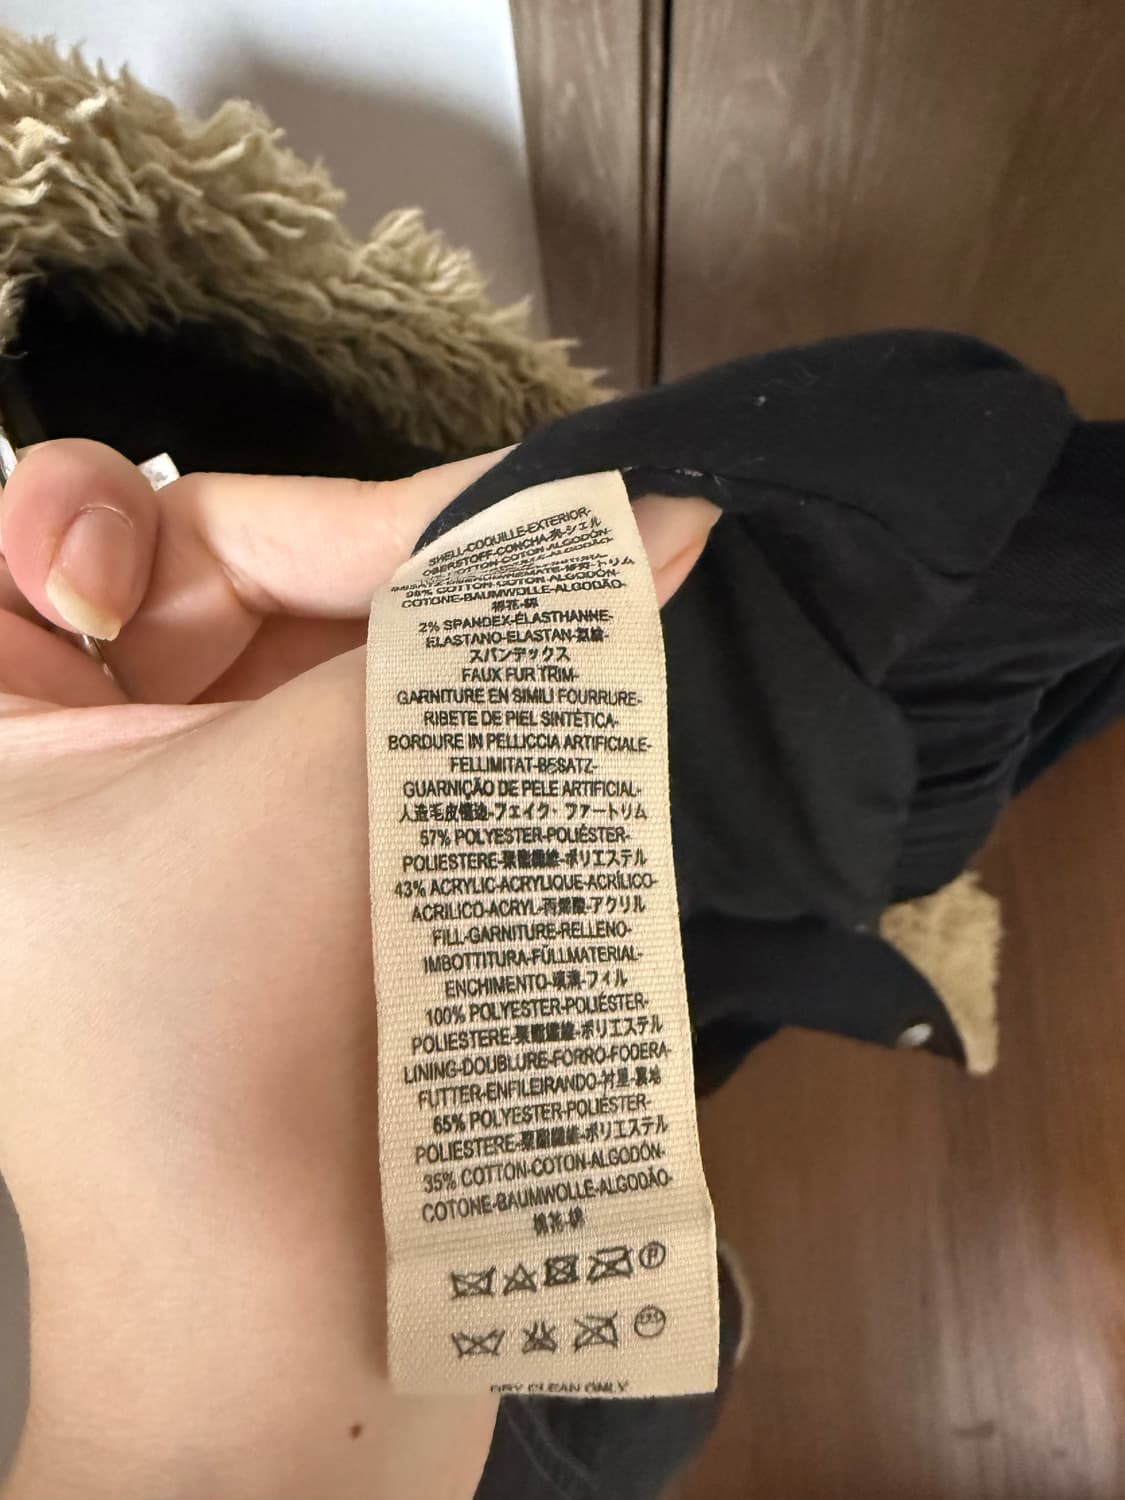 SHELL-COQUILLE-EXTERIOR-
OBERSTOFF-CONCHA-壳-シェル
98% COTTON-COTON-ALGODÓN-
COTONE-BAUMWOLLE-ALGODÃO-
棉花-綿
2% SPANDEX-ÉLASTHANNE-
ELASTANO-ELASTAN-氨綸-
スパンデックス
FAUX FUR TRIM-
GARNITURE EN SIMILI FOURRURE-
RIBETE DE PIEL SINTÉTICA-
BORDURE IN PELLICCIA ARTIFICIALE-
FELLIMITAT-BESATZ-
GUARNIÇÃO DE PELE ARTIFICIAL-
人造毛皮-フェイク・ファートリム
57% POLYESTER-POLIÉSTER-
POLIESTERE-聚酯纖維-ポリエステル
43% ACRYLIC-ACRYLIQUE-ACRÍLICO-
ACRILICO-ACRYL-丙烯酸-アクリル
FILL-GARNITURE-RELLENO-
IMBOTTITURA-FÜLLMATERIAL-
ENCHIMENTO-填滿-フィル
100% POLYESTER-POLIÉSTER-
POLIESTERE-聚酯纖維-ポリエステル
LINING-DOUBLURE-FORRO-FODERA-
FUTTER-ENFILEIRANDO-衬里-裏地
65% POLYESTER-POLIÉSTER-
POLIESTERE-聚酯纖維-ポリエステル
35% COTTON-COTON-ALGODÓN-
COTONE-BAUMWOLLE-ALGODÃO-
棉花-綿
P
DRY CLEAN ONLY